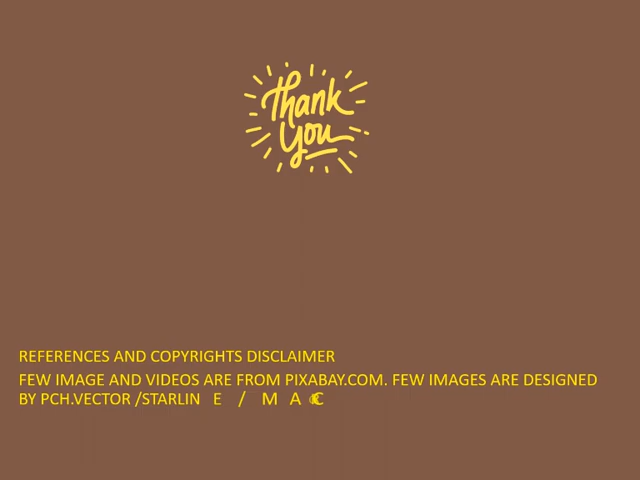 thank
you
REFERENCES AND COPYRIGHTS DISCLAIMER
FEW IMAGE AND VIDEOS ARE FROM PIXABAY.COM. FEW IMAGES ARE DESIGNED
BY PCH.VECTOR /STARLIN E / M A C